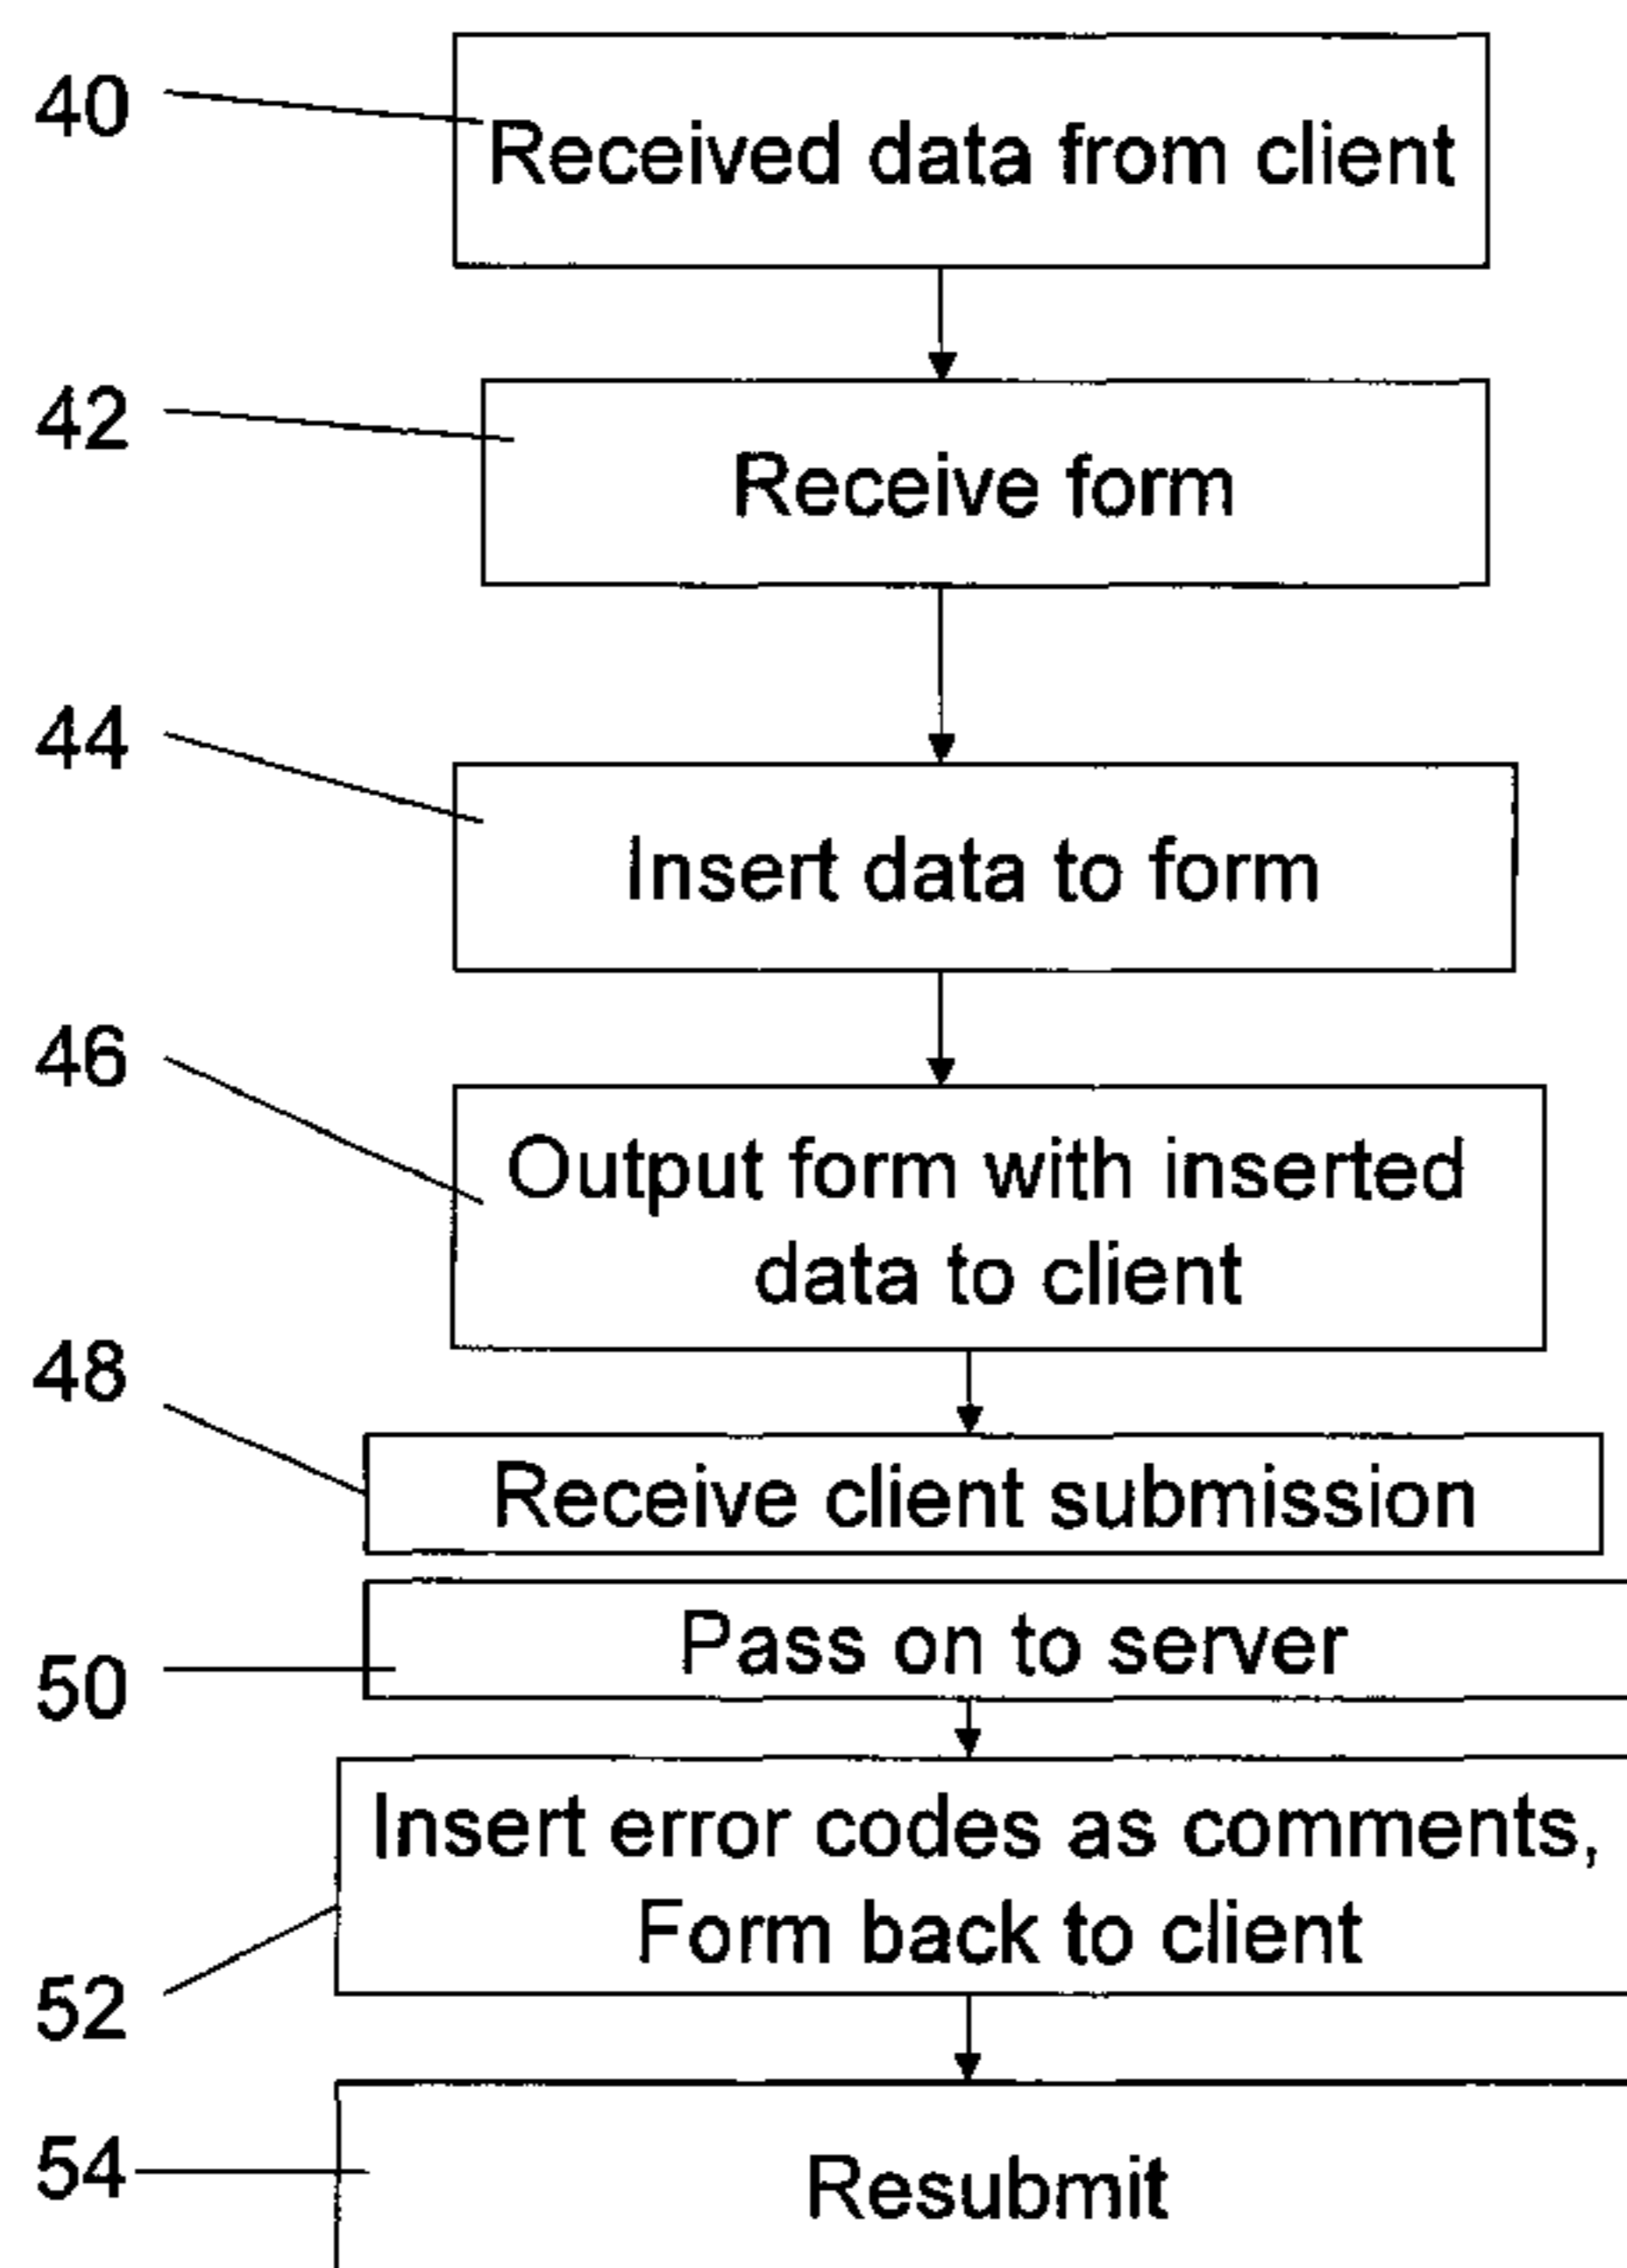 40
Received data from client
42
Receive form
44
Insert data to form
46
Output form with inserted
data to client
48
Receive client submission
50
Pass on to server
Insert error codes as comments,
Form back to client
52
54
Resubmit